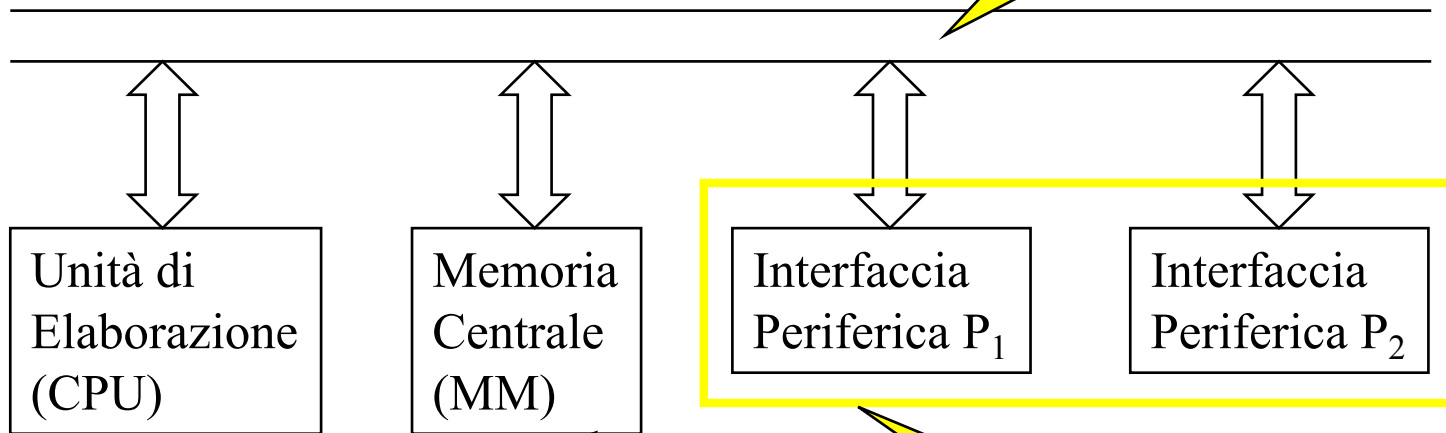 Unità di
Elaborazione
(CPU)
Memoria
Centrale
(MM)
Interfaccia
Periferica P₁
Interfaccia
Periferica P₂